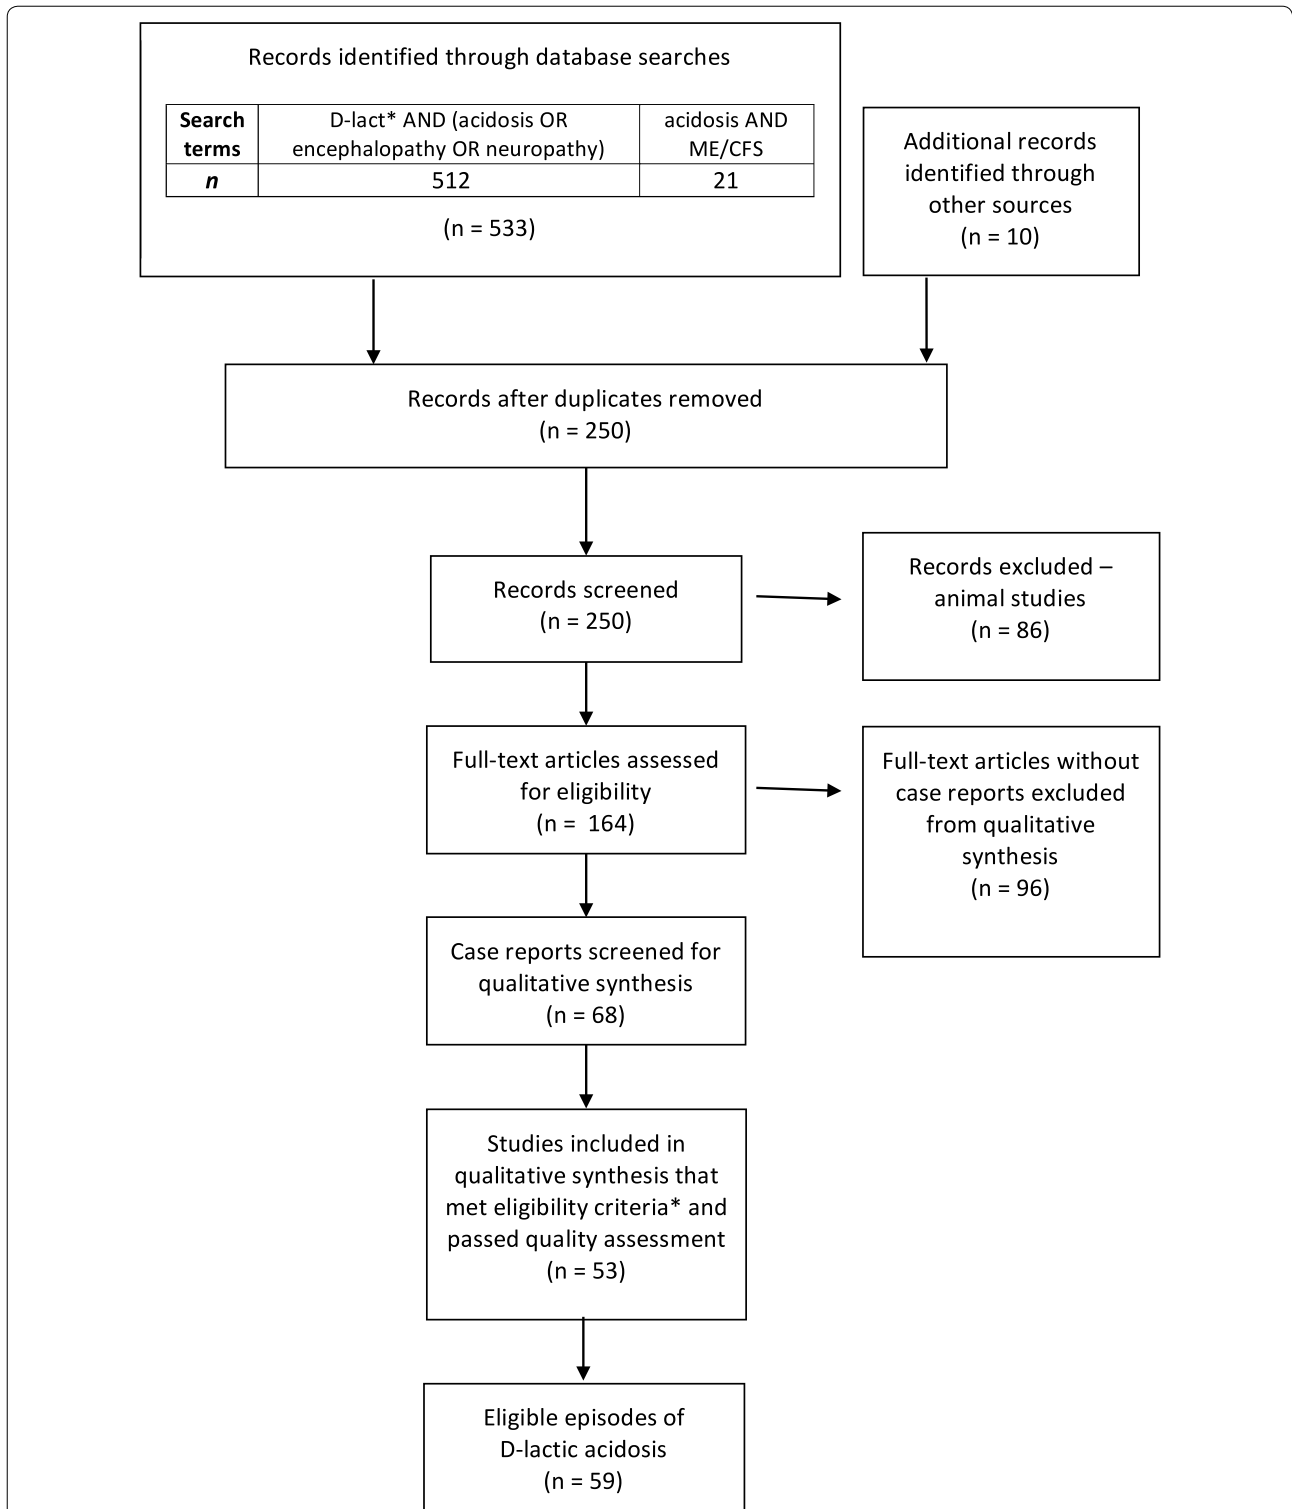 Records identified through database searches
Search terms
D-lact* AND (acidosis OR
encephalopathy OR neuropathy)
acidosis AND
ME/CFS
n
512
21
(n = 533)
Additional records
identified through
other sources
(n = 10)
Records after duplicates removed
(n = 250)
Records screened
(n = 250)
Records excluded –
animal studies
(n = 86)
Full-text articles assessed
for eligibility
(n = 164)
Full-text articles without
case reports excluded
from qualitative
synthesis
(n = 96)
Case reports screened for
qualitative synthesis
(n = 68)
Studies included in
qualitative synthesis that
met eligibility criteria* and
passed quality assessment
(n = 53)
Eligible episodes of
D-lactic acidosis
(n = 59)